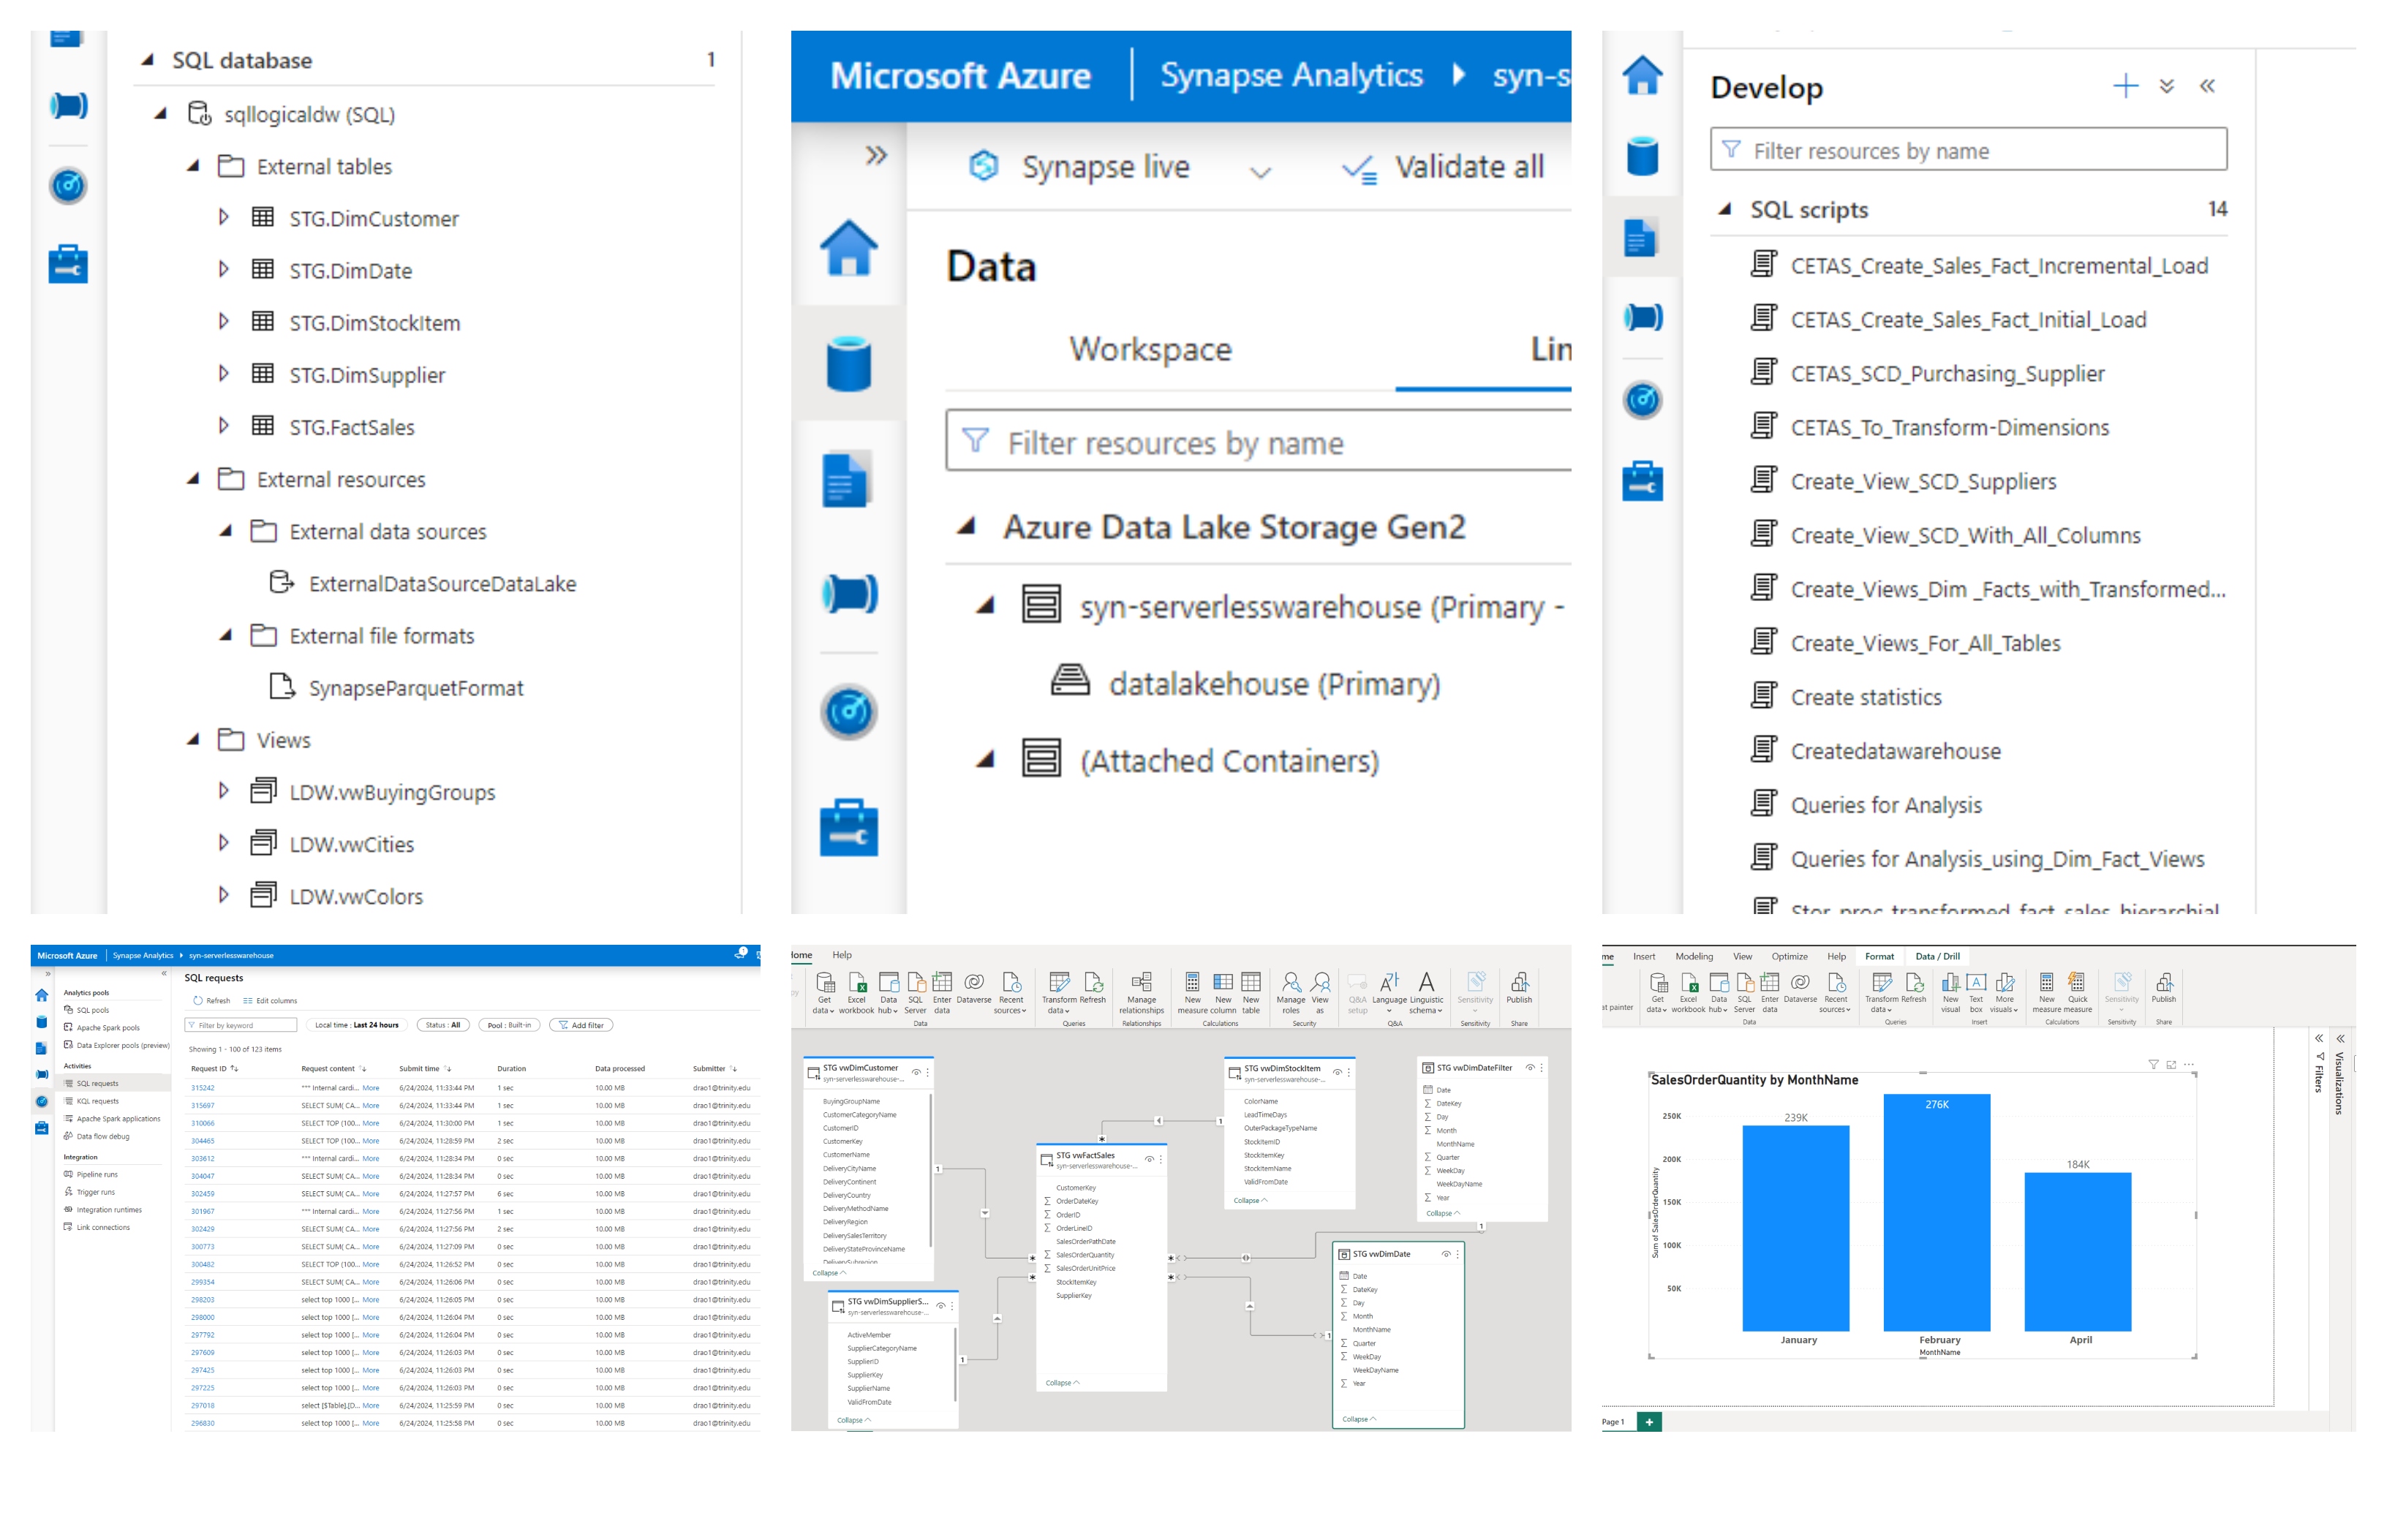 SQL database 1
sqllogicaldw (SQL)
External tables
STG.DimCustomer
STG.DimDate
STG.DimStockItem
STG.DimSupplier
STG.FactSales
External resources
External data sources
ExternalDataSourceDataLake
External file formats
SynapseParquetFormat
Views
LDW.vwBuyingGroups
LDW.vwCities
LDW.vwColors
Microsoft Azure Synapse Analytics syn-s
Synapse live Validate all
Data
Workspace Lin
Filter resources by name
Azure Data Lake Storage Gen2
syn-serverlesswarehouse (Primary -
datalakehouse (Primary)
(Attached Containers)
Develop
Filter resources by name
SQL scripts 14
CETAS_Create_Sales_Fact_Incremental_Load
CETAS_Create_Sales_Fact_Initial_Load
CETAS_SCD_Purchasing_Supplier
CETAS_To_Transform-Dimensions
Create_View_SCD_Suppliers
Create_View_SCD_With_All_Columns
Create_Views_Dim _Facts_with_Transformed...
Create_Views_For_All_Tables
Create statistics
Createdatawarehouse
Queries for Analysis
Queries for Analysis_using_Dim_Fact_Views
Stor_proc_transformed_fact_sales_hierarchial
Microsoft Azure Synapse Analytics syn-serverlesswarehouse
Analytics pools
SQL pools
Apache Spark pools
Data Explorer pools (preview)
Activities
SQL requests
KQL requests
Apache Spark applications
Data flow debug
Integration
Pipeline runs
Trigger runs
Integration runtimes
Link connections
SQL requests
Refresh Edit columns
Filter by keyword Local time : Last 24 hours Status : All Pool : Built-in Add filter
Showing 1 - 100 of 123 items
Request ID Request content Submit time Duration Data processed Submitter
315242 *** Internal cardi... More 6/24/2024, 11:33:44 PM 1 sec 10.00 MB drao1@trinity.edu
315697 SELECT SUM( CA... More 6/24/2024, 11:33:44 PM 1 sec 10.00 MB drao1@trinity.edu
310066 SELECT TOP (100... More 6/24/2024, 11:30:00 PM 1 sec 10.00 MB drao1@trinity.edu
304465 SELECT TOP (100... More 6/24/2024, 11:28:59 PM 2 sec 10.00 MB drao1@trinity.edu
303612 *** Internal cardi... More 6/24/2024, 11:28:34 PM 0 sec 10.00 MB drao1@trinity.edu
304047 SELECT SUM( CA... More 6/24/2024, 11:28:34 PM 0 sec 10.00 MB drao1@trinity.edu
302459 SELECT SUM( CA... More 6/24/2024, 11:27:57 PM 6 sec 10.00 MB drao1@trinity.edu
301967 *** Internal cardi... More 6/24/2024, 11:27:56 PM 1 sec 10.00 MB drao1@trinity.edu
302429 SELECT SUM( CA... More 6/24/2024, 11:27:56 PM 2 sec 10.00 MB drao1@trinity.edu
300773 SELECT SUM( CA... More 6/24/2024, 11:27:09 PM 0 sec 10.00 MB drao1@trinity.edu
300482 SELECT TOP (100... More 6/24/2024, 11:26:52 PM 0 sec 10.00 MB drao1@trinity.edu
299354 SELECT SUM( CA... More 6/24/2024, 11:26:06 PM 0 sec 10.00 MB drao1@trinity.edu
298203 select top 1000 [... More 6/24/2024, 11:26:05 PM 0 sec 10.00 MB drao1@trinity.edu
298000 select top 1000 [... More 6/24/2024, 11:26:04 PM 0 sec 10.00 MB drao1@trinity.edu
297792 select top 1000 [... More 6/24/2024, 11:26:04 PM 0 sec 10.00 MB drao1@trinity.edu
297609 select top 1000 [... More 6/24/2024, 11:26:03 PM 0 sec 10.00 MB drao1@trinity.edu
297425 select top 1000 [... More 6/24/2024, 11:26:03 PM 0 sec 10.00 MB drao1@trinity.edu
297225 select top 1000 [... More 6/24/2024, 11:26:03 PM 0 sec 10.00 MB drao1@trinity.edu
297018 select [$Table].[D... More 6/24/2024, 11:25:59 PM 0 sec 10.00 MB drao1@trinity.edu
296830 select top 1000 [... More 6/24/2024, 11:25:58 PM 0 sec 10.00 MB drao1@trinity.edu
Home Help
Get data Excel workbook Data hub SQL Server Enter data Dataverse Recent sources Transform data Refresh Manage relationships New measure New column New table Manage roles View as Q&A setup Language Linguistic schema Sensitivity Publish
Data Queries Relationships Calculations Security Q&A Sensitivity Share
STG vwDimCustomer
syn-serverlesswarehouse-...
BuyingGroupName
CustomerCategoryName
CustomerID
CustomerKey
CustomerName
DeliveryCityName
DeliveryContinent
DeliveryCountry
DeliveryMethodName
DeliveryRegion
DeliverySalesTerritory
DeliveryStateProvinceName
DeliverySubregion
Collapse
1
STG vwDimSupplierS...
syn-serverlesswarehouse-...
ActiveMember
SupplierCategoryName
SupplierID
SupplierKey
SupplierName
ValidFromDate
Collapse
1
STG vwFactSales
syn-serverlesswarehouse-...
CustomerKey
OrderDateKey
OrderID
OrderLineID
SalesOrderPathDate
SalesOrderQuantity
SalesOrderUnitPrice
StockItemKey
SupplierKey
Collapse
1
STG vwDimStockItem
syn-serverlesswarehouse-...
ColorName
LeadTimeDays
OuterPackageTypeName
StockItemID
StockItemKey
StockItemName
ValidFromDate
Collapse
STG vwDimDateFilter
Date
DateKey
Day
Month
MonthName
Quarter
WeekDay
WeekDayName
Year
Collapse
1
STG vwDimDate
Date
DateKey
Day
Month
MonthName
Quarter
WeekDay
WeekDayName
Year
Collapse
1
me Insert Modeling View Optimize Help Format Data / Drill
at painter Get data Excel workbook Data hub SQL Server Enter data Dataverse Recent sources Transform data Refresh New visual Text box More visuals New measure Quick measure Sensitivity Publish
Data Queries Insert Calculations Sensitivity Share
SalesOrderQuantity by MonthName
Sum of SalesOrderQuantity
250K
200K
150K
100K
50K
239K
276K
184K
January February April
MonthName
Filters
Visualizations
Page 1